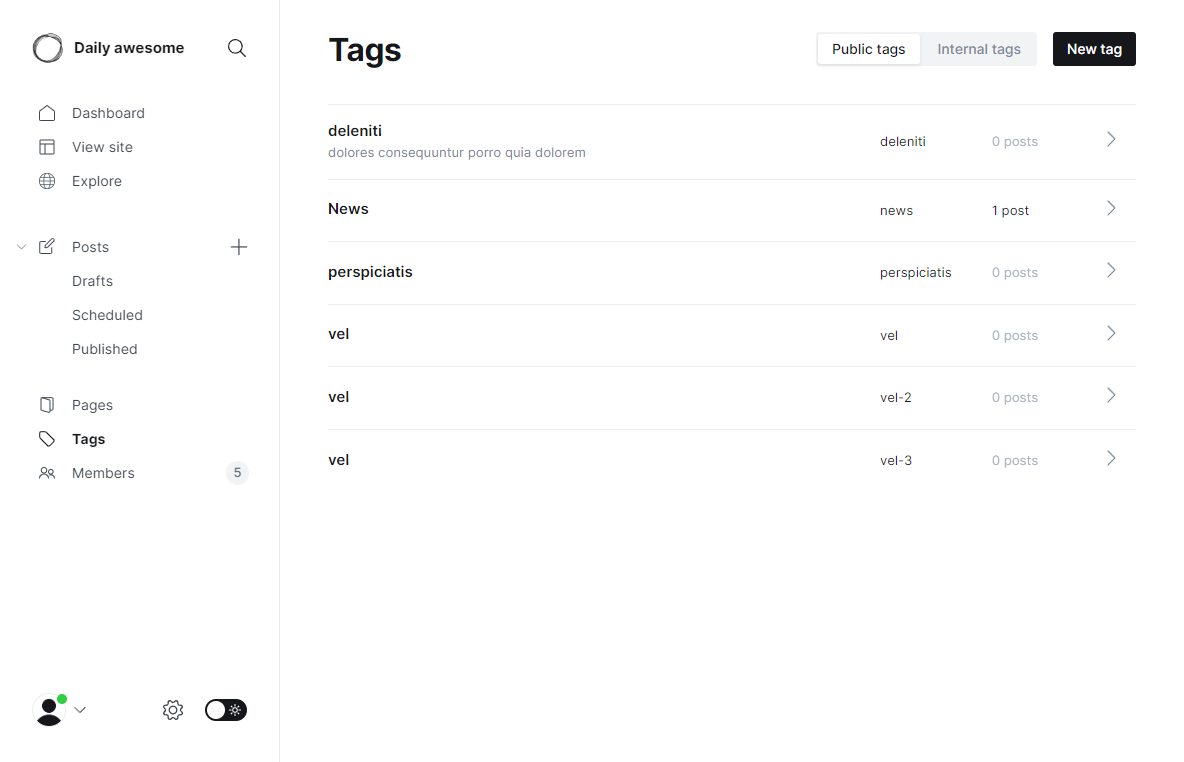 Daily awesome
Dashboard
View site
Explore
Posts
Drafts
Scheduled
Published
Pages
Tags
Members 5
Tags
Public tags Internal tags New tag
deleniti
dolores consequuntur porro quia dolorem
deleniti 0 posts
News news 1 post
perspiciatis perspiciatis 0 posts
vel vel 0 posts
vel vel-2 0 posts
vel vel-3 0 posts